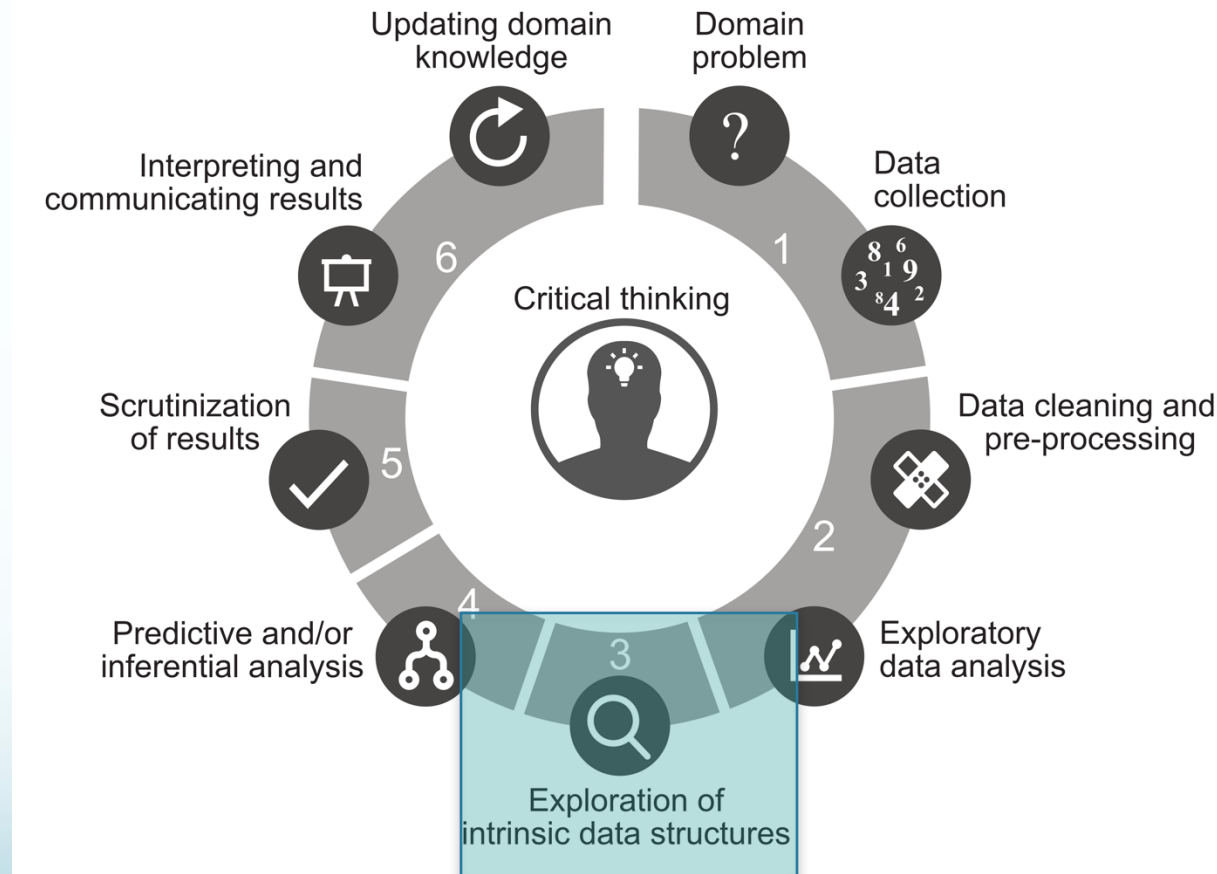 Updating domain
knowledge
Domain
problem
?
Interpreting and
communicating results
Data
collection
6
1
8 6
3 1 9
8 4 2
Critical thinking
Scrutinization
of results
Data cleaning and
pre-processing
5
2
4
3
Predictive and/or
inferential analysis
Exploratory
data analysis
Exploration of
intrinsic data structures